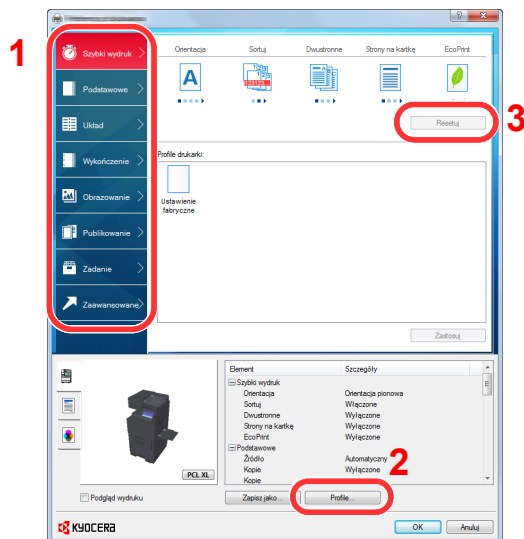 1
Szybki wydruk
Podstawowe
Układ
Wykończenie
Obrazowanie
Publikowanie
Zadanie
Zaawansowane
Orientacja Sortuj Dwustronne Strony na kartkę EcoPrint
A
123123
Resetuj
3
Profile drukarki:
Ustawienie
fabryczne
Zastosuj
Element Szczegóły
Szybki wydruk
Orientacja Orientacja pionowa
Sortuj Włączone
Dwustronne Wyłączone
Strony na kartkę Wyłączone
EcoPrint Wyłączone
Podstawowe
Źródło Automatyczny
Kopie Wyłączone
Kopie
2
PCL XL
Podgląd wydruku
Zapisz jako...
Profile...
KYOCERA
OK Anuluj